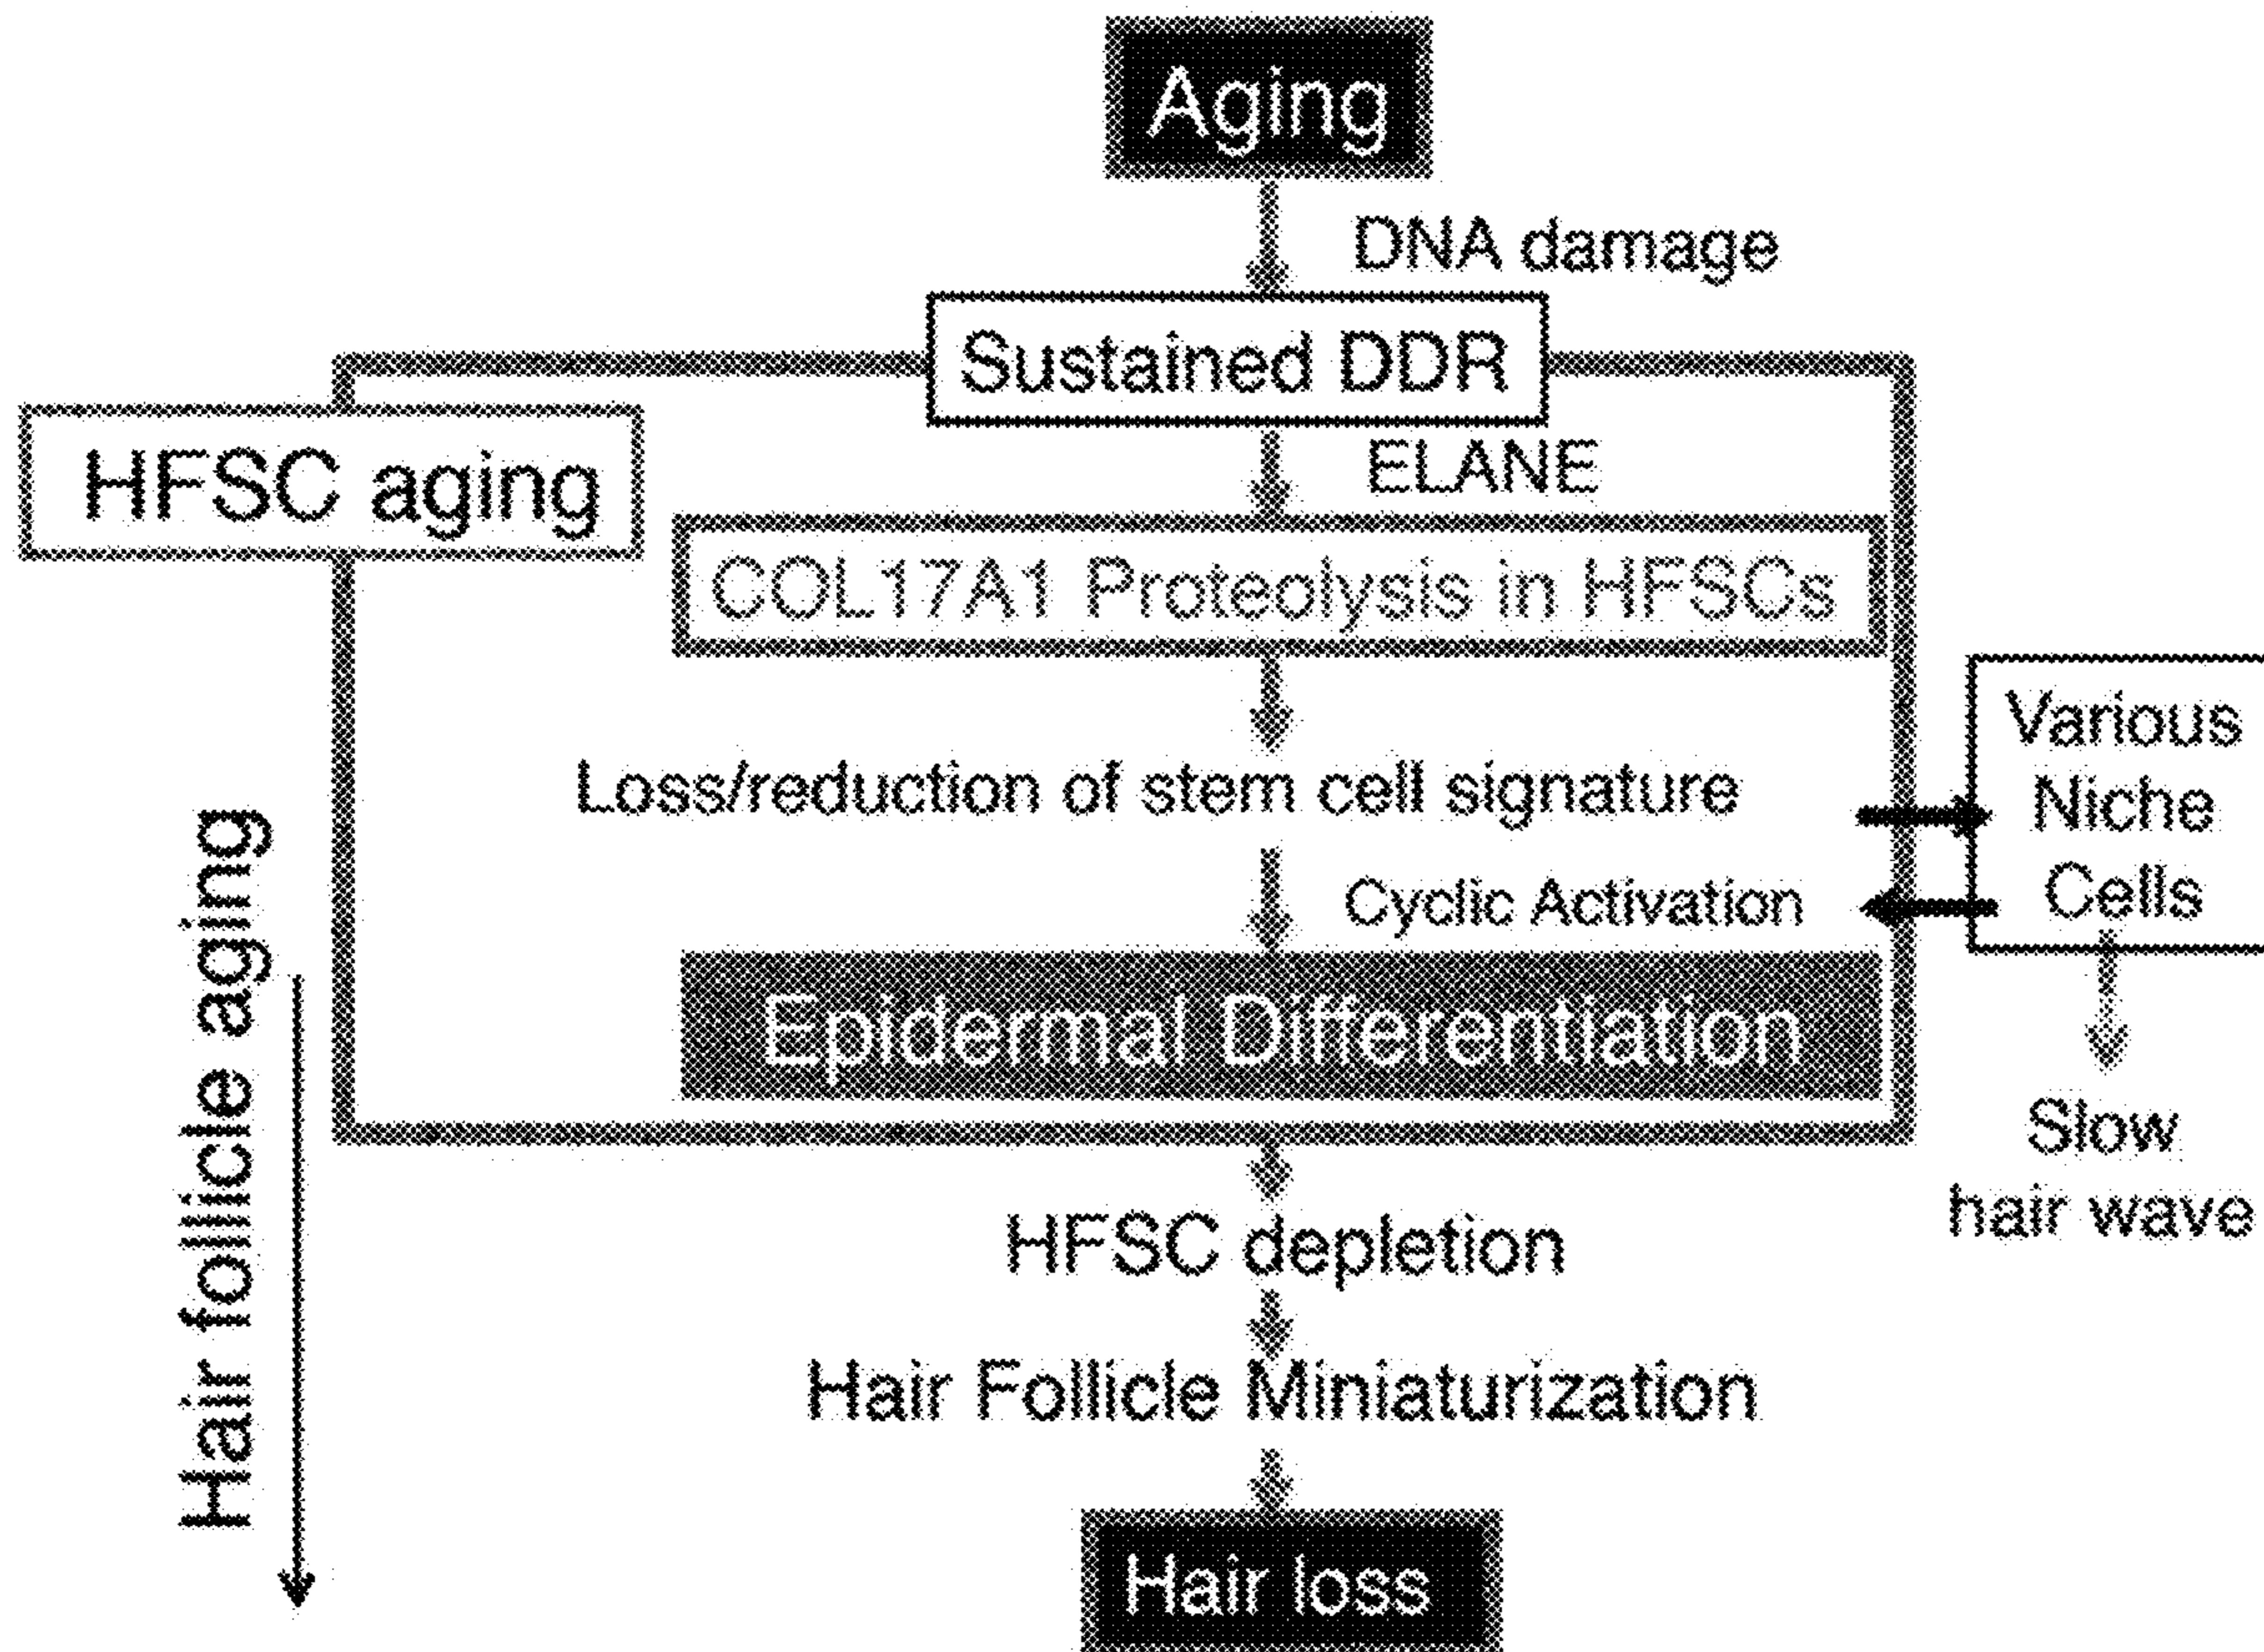 Aging
DNA damage
Sustained DDR
HFSC aging
ELANE
COL17A1 Proteolysis in HFSCs
Various
Niche
Cells
Loss/reduction of stem cell signature
Cyclic Activation
Epidermal Differentiation
Hair follicle aging
Slow
hair wave
HFSC depletion
Hair Follicle Miniaturization
Hair loss